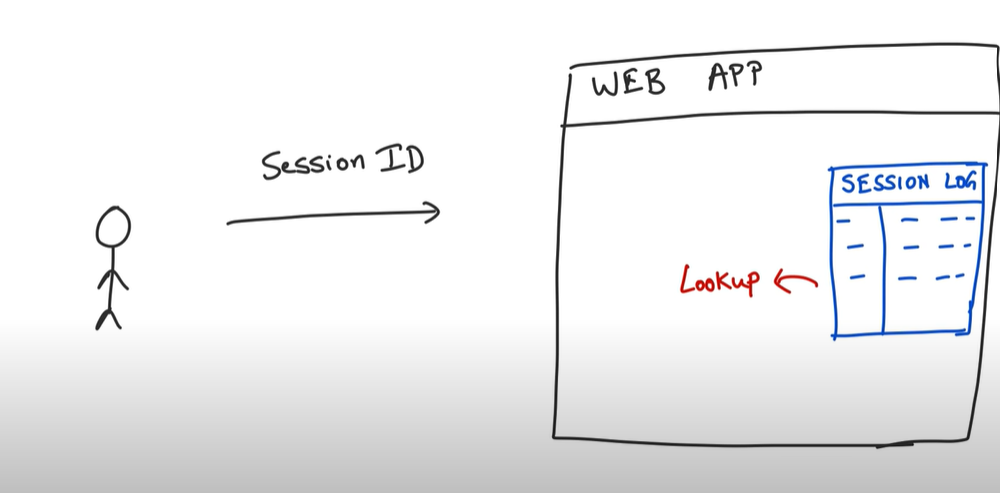 WEB APP
Session ID
SESSION LOG
Lookup